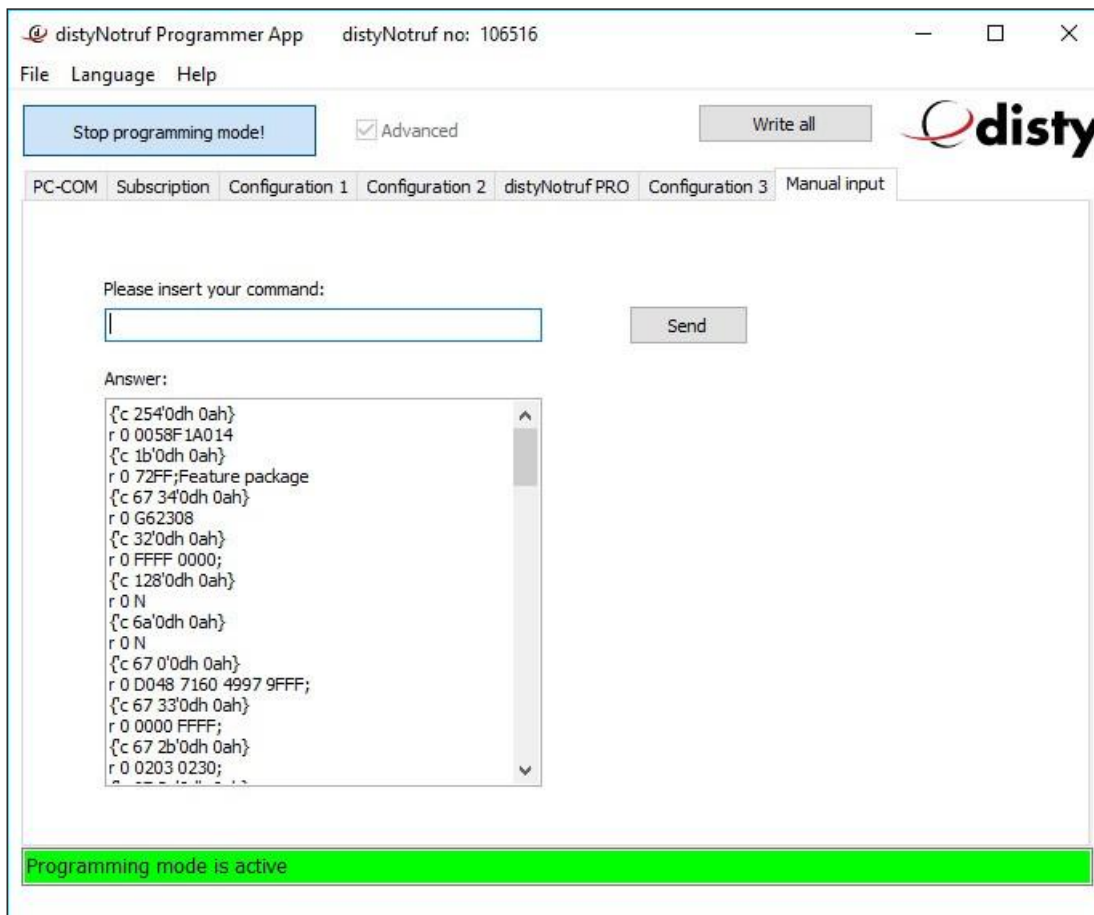 distyNotruf Programmer App distyNotruf no: 106516
File Language Help
Stop programming mode! Advanced Write all disty
PC-COM Subscription Configuration 1 Configuration 2 distyNotruf PRO Configuration 3 Manual input
Please insert your command:
Send
Answer:
{'c 254'0dh 0ah}
r 0 0058F1A014
{'c 1b'0dh 0ah}
r 0 72FF;Feature package
{'c 67 34'0dh 0ah}
r 0 G62308
{'c 32'0dh 0ah}
r 0 FFFF 0000;
{'c 128'0dh 0ah}
r 0 N
{'c 6a'0dh 0ah}
r 0 N
{'c 67 0'0dh 0ah}
r 0 D048 7160 4997 9FFF;
{'c 67 33'0dh 0ah}
r 0 0000 FFFF;
{'c 67 2b'0dh 0ah}
r 0 0203 0230;
Programming mode is active